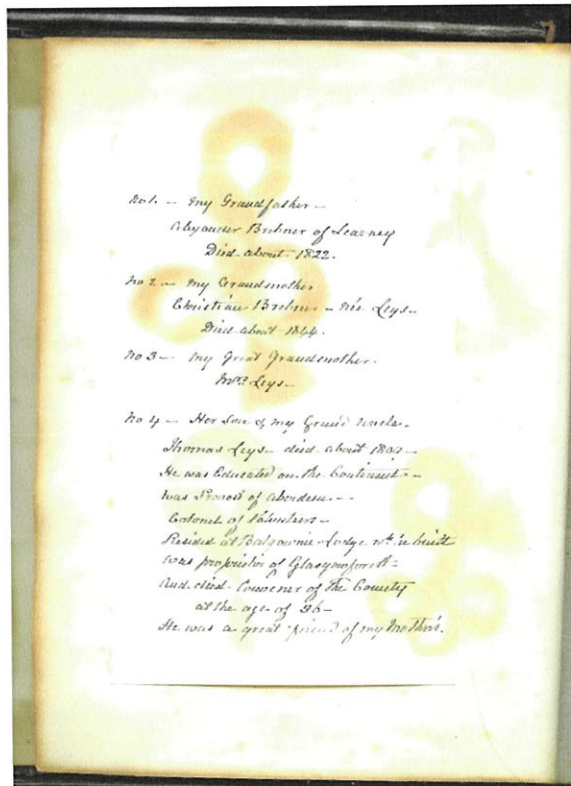 No 1. — My Grandfather —
Alexander Brebner of Learney
Died about 1822.
No 2 — My Grandmother
Christian Brebner — née Leys —
Died about 1844.
No 3 — My Great Grandmother.
Mrs Leys —
No 4 — Her Son & my Grand Uncle.
Thomas Leys — died about
He was Educated on the Continent —
was Provost of Aberdeen —
Colonel of Volunteers —
Resided at Balgownie Lodge wh. he built
was proprietor of Glasgowforest —
And died Convener of The County
at the age of
He was a great friend of my Mother's.